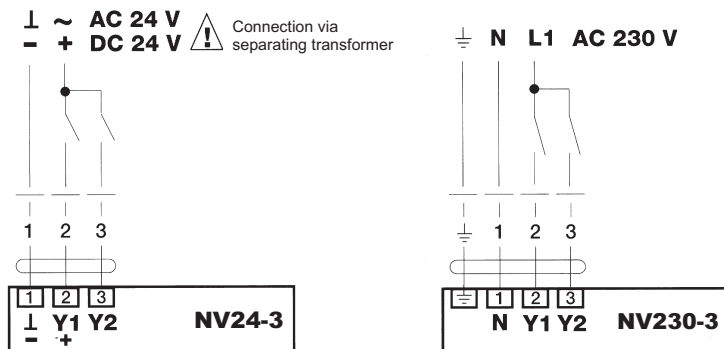 ⊥ ~ AC 24 V
– + DC 24 V
Connection via
separating transformer
1 2 3
1 2 3
⊥ Y1 Y2
– +
NV24-3
⏚ N L1 AC 230 V
⏚ 1 2 3
⏚ 1 2 3
N Y1 Y2
NV230-3